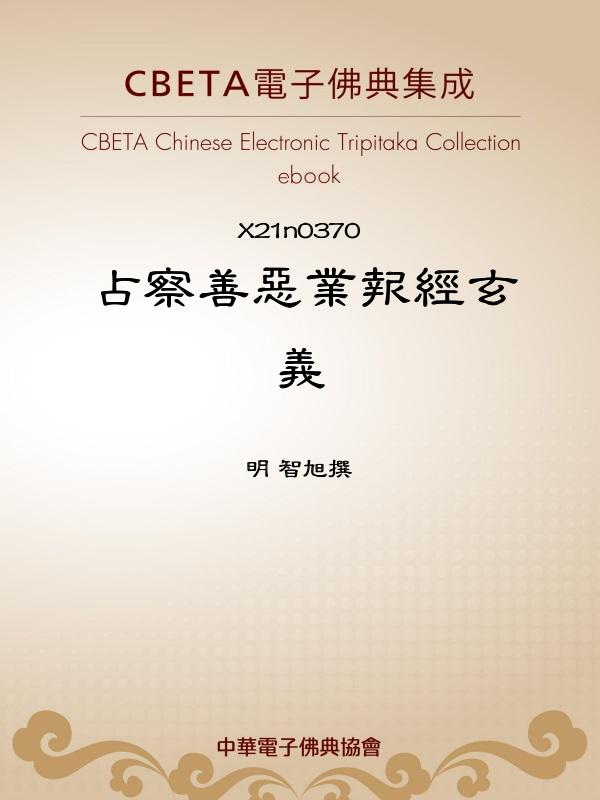 CBETA電子佛典集成
CBETA Chinese Electronic Tripitaka Collection
ebook
X21n0370
占察善惡業報經玄
義
明 智旭撰
中華電子佛典協會